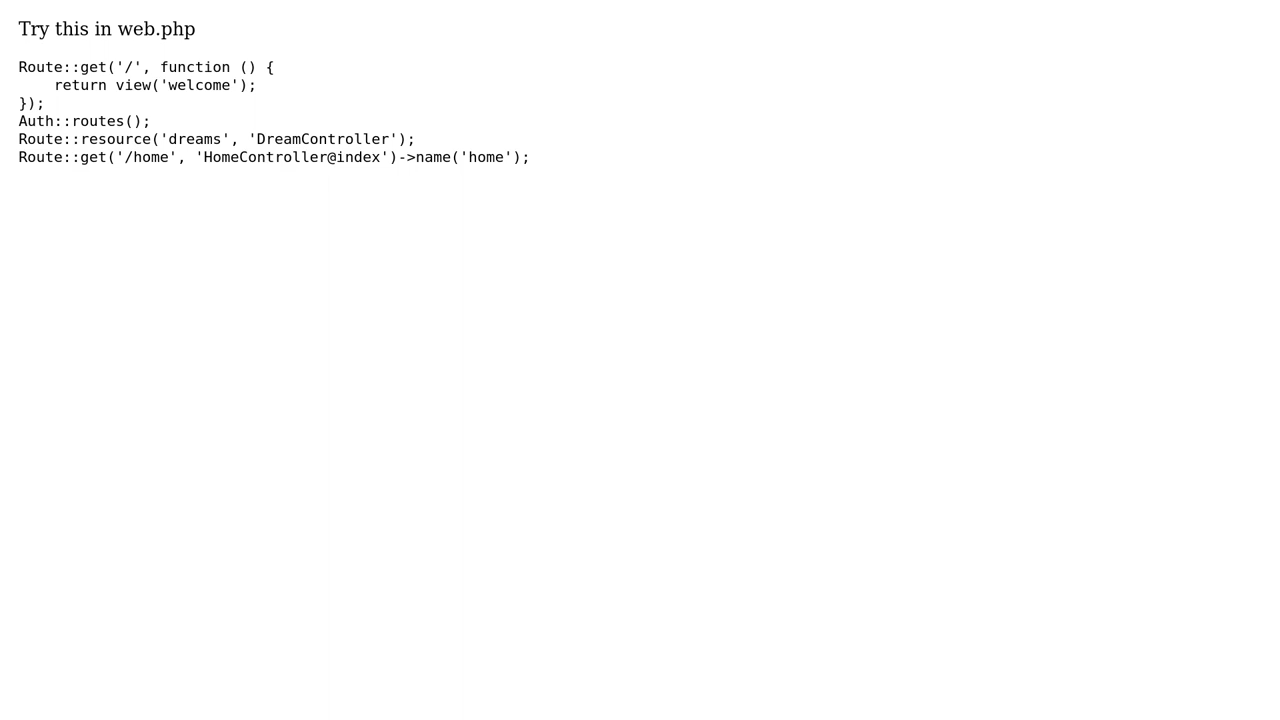 Try this in web.php
Route::get('/', function () {
    return view('welcome');
});
Auth::routes();
Route::resource('dreams', 'DreamController');
Route::get('/home', 'HomeController@index')->name('home');